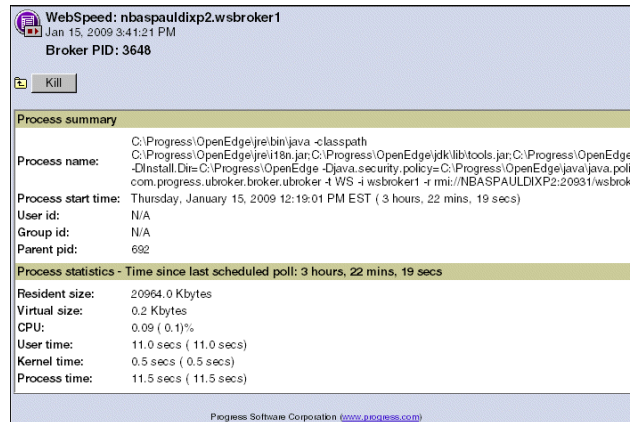 WebSpeed: nbaspauldixp2.wsbroker1
Jan 15, 2009 3:41:21 PM
Broker PID: 3648
Kill
Process summary
Process name: C:\Progress\OpenEdge\jre\bin\java -classpath
C:\Progress\OpenEdge\jre\i18n.jar;C:\Progress\OpenEdge\jdk\lib\tools.jar;C:\Progress\OpenEdge
-DInstall.Dir=C:\Progress\OpenEdge -Djava.security.policy=C:\Progress\OpenEdge\java\java.poli
com.progress.ubroker.broker.ubroker -t WS -i wsbroker1 -r rmi://NBASPAULDIXP2:20931/wsbrok
Process start time: Thursday, January 15, 2009 12:19:01 PM EST ( 3 hours, 22 mins, 19 secs)
User id: N/A
Group id: N/A
Parent pid: 692
Process statistics - Time since last scheduled poll: 3 hours, 22 mins, 19 secs
Resident size: 20964.0 Kbytes
Virtual size: 0.2 Kbytes
CPU: 0.09 ( 0.1)%
User time: 11.0 secs ( 11.0 secs)
Kernel time: 0.5 secs ( 0.5 secs)
Process time: 11.5 secs ( 11.5 secs)
Progress Software Corporation (www.progress.com)